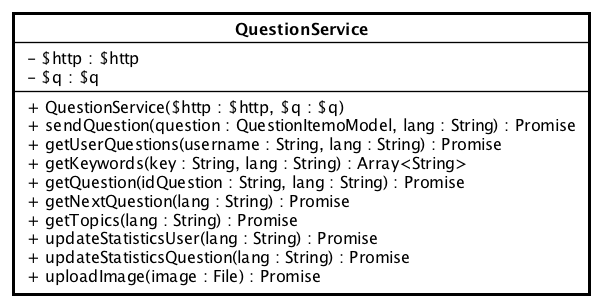 QuestionService
- $http : $http
- $q : $q
+ QuestionService($http : $http, $q : $q)
+ sendQuestion(question : QuestionItemoModel, lang : String) : Promise
+ getUserQuestions(username : String, lang : String) : Promise
+ getKeywords(key : String, lang : String) : Array<String>
+ getQuestion(idQuestion : String, lang : String) : Promise
+ getNextQuestion(lang : String) : Promise
+ getTopics(lang : String) : Promise
+ updateStatisticsUser(lang : String) : Promise
+ updateStatisticsQuestion(lang : String) : Promise
+ uploadImage(image : File) : Promise